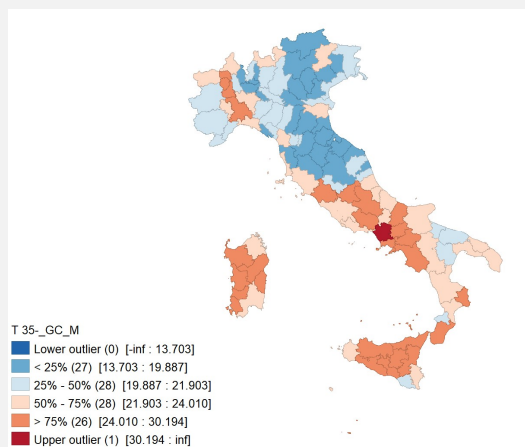 T 35-_GC_M
Lower outlier (0) [-inf : 13.703]
< 25% (27) [13.703 : 19.887]
25% - 50% (28) [19.887 : 21.903]
50% - 75% (28) [21.903 : 24.010]
> 75% (26) [24.010 : 30.194]
Upper outlier (1) [30.194 : inf]